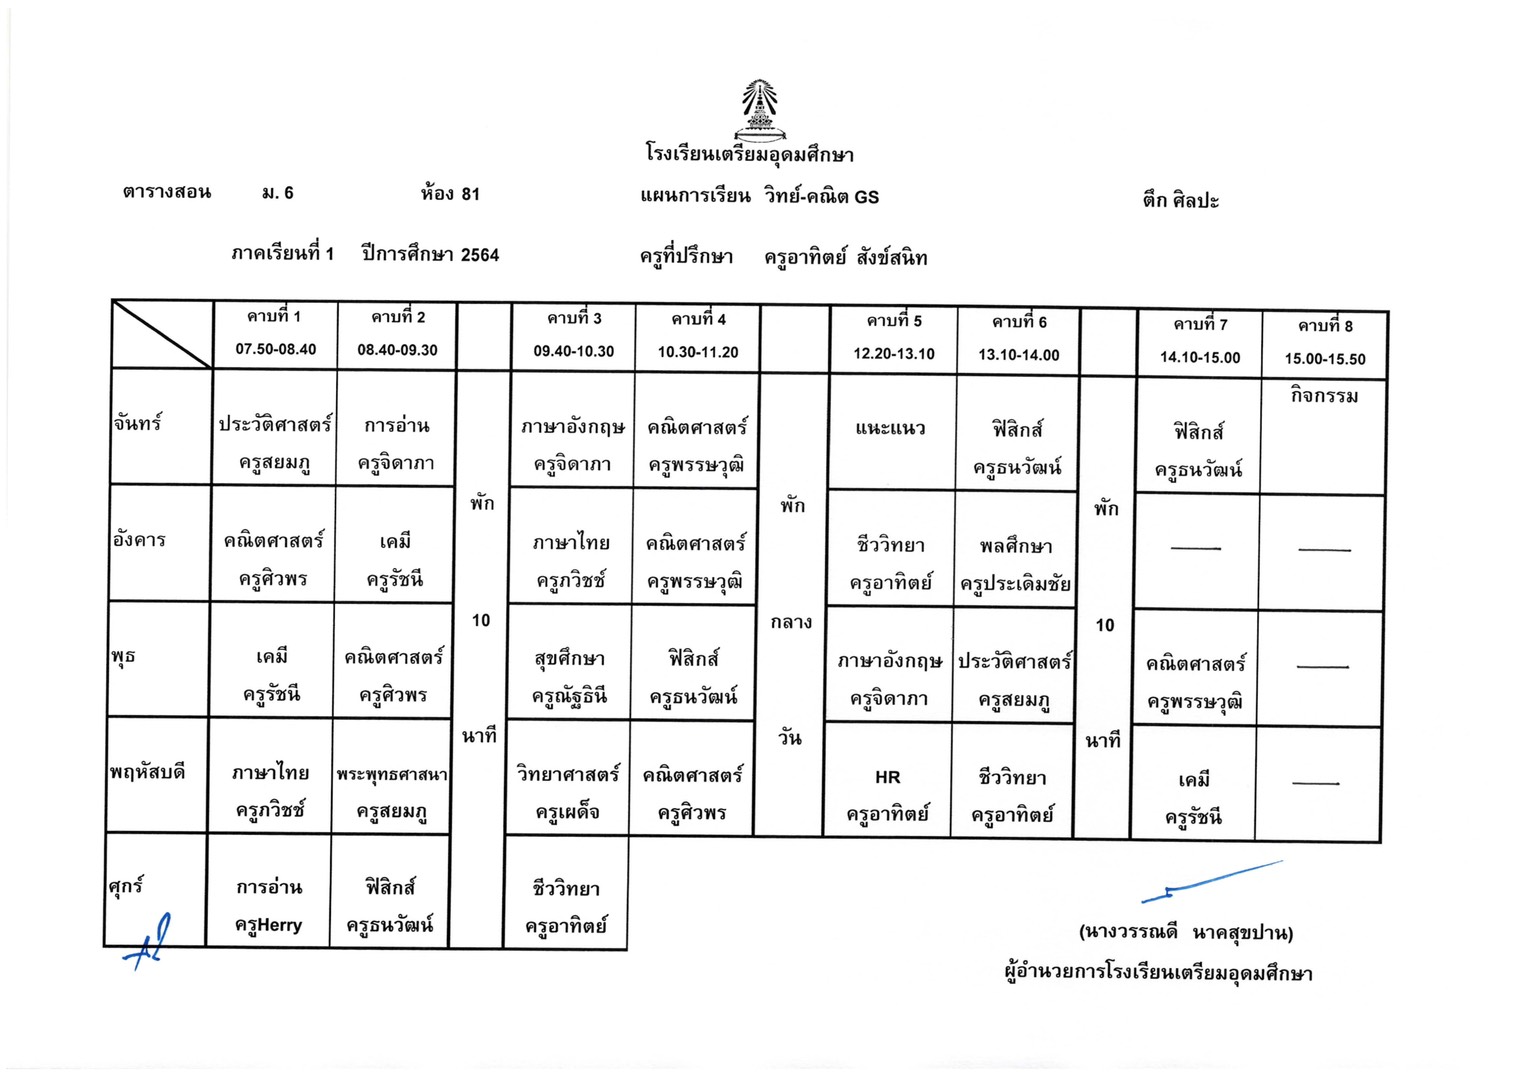 โรงเรียนเตรียมอุดมศึกษา
ตารางสอน ม. 6 ห้อง 81 แผนการเรียน วิทย์-คณิต GS ตึก ศิลปะ
ภาคเรียนที่ 1 ปีการศึกษา 2564 ครูที่ปรึกษา ครูอาทิตย์ สังข์สนิท
คาบที่ 1 คาบที่ 2 คาบที่ 3 คาบที่ 4 คาบที่ 5 คาบที่ 6 คาบที่ 7 คาบที่ 8
07.50-08.40 08.40-09.30 09.40-10.30 10.30-11.20 12.20-13.10 13.10-14.00 14.10-15.00 15.00-15.50
จันทร์ ประวัติศาสตร์ การอ่าน ภาษาอังกฤษ คณิตศาสตร์ แนะแนว ฟิสิกส์ ฟิสิกส์ กิจกรรม
ครูสยมภู ครูจิดาภา ครูจิดาภา ครูพรรษวุฒิ ครูธนวัฒน์ ครูธนวัฒน์
พัก พัก พัก
อังคาร คณิตศาสตร์ เคมี ภาษาไทย คณิตศาสตร์ ชีววิทยา พลศึกษา
ครูศิวพร ครูรัชนี ครูภวิชช์ ครูพรรษวุฒิ ครูอาทิตย์ ครูประเดิมชัย
10 กลาง 10
พุธ เคมี คณิตศาสตร์ สุขศึกษา ฟิสิกส์ ภาษาอังกฤษ ประวัติศาสตร์ คณิตศาสตร์
ครูรัชนี ครูศิวพร ครูณัฐธินี ครูธนวัฒน์ ครูจิดาภา ครูสยมภู ครูพรรษวุฒิ
นาที วัน นาที
พฤหัสบดี ภาษาไทย พระพุทธศาสนา วิทยาศาสตร์ คณิตศาสตร์ HR ชีววิทยา เคมี
ครูภวิชช์ ครูสยมภู ครูเผด็จ ครูศิวพร ครูอาทิตย์ ครูอาทิตย์ ครูรัชนี
ศุกร์ การอ่าน ฟิสิกส์ ชีววิทยา
ครูHerry ครูธนวัฒน์ ครูอาทิตย์
(นางวรรณดี นาคสุขปาน)
ผู้อำนวยการโรงเรียนเตรียมอุดมศึกษา